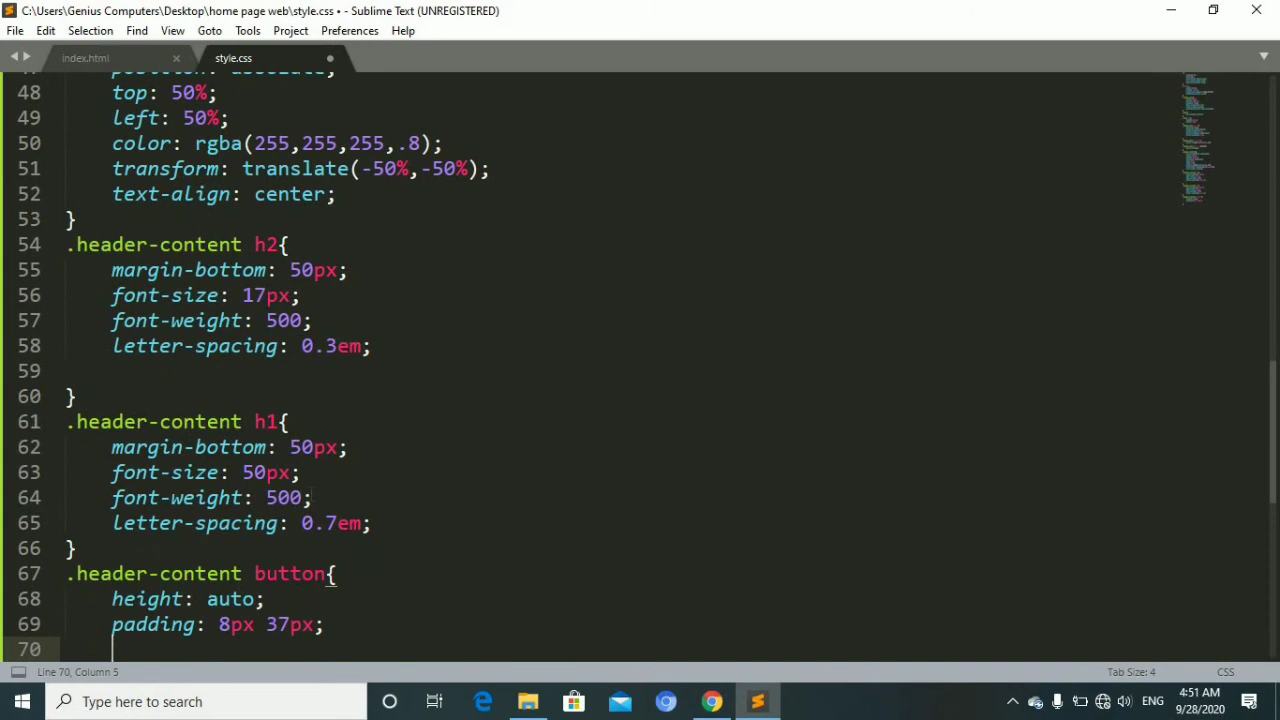 C:\Users\Genius Computers\Desktop\home page web\style.css • - Sublime Text (UNREGISTERED)
File Edit Selection Find View Goto Tools Project Preferences Help
index.html × style.css
47 position: absolute;
48 top: 50%;
49 left: 50%;
50 color: rgba(255,255,255,.8);
51 transform: translate(-50%,-50%);
52 text-align: center;
53 }
54 .header-content h2{
55 margin-bottom: 50px;
56 font-size: 17px;
57 font-weight: 500;
58 letter-spacing: 0.3em;
59
60 }
61 .header-content h1{
62 margin-bottom: 50px;
63 font-size: 50px;
64 font-weight: 500;
65 letter-spacing: 0.7em;
66 }
67 .header-content button{
68 height: auto;
69 padding: 8px 37px;
70
Line 70, Column 5 Tab Size: 4 CSS
Type here to search ENG 4:51 AM
9/28/2020